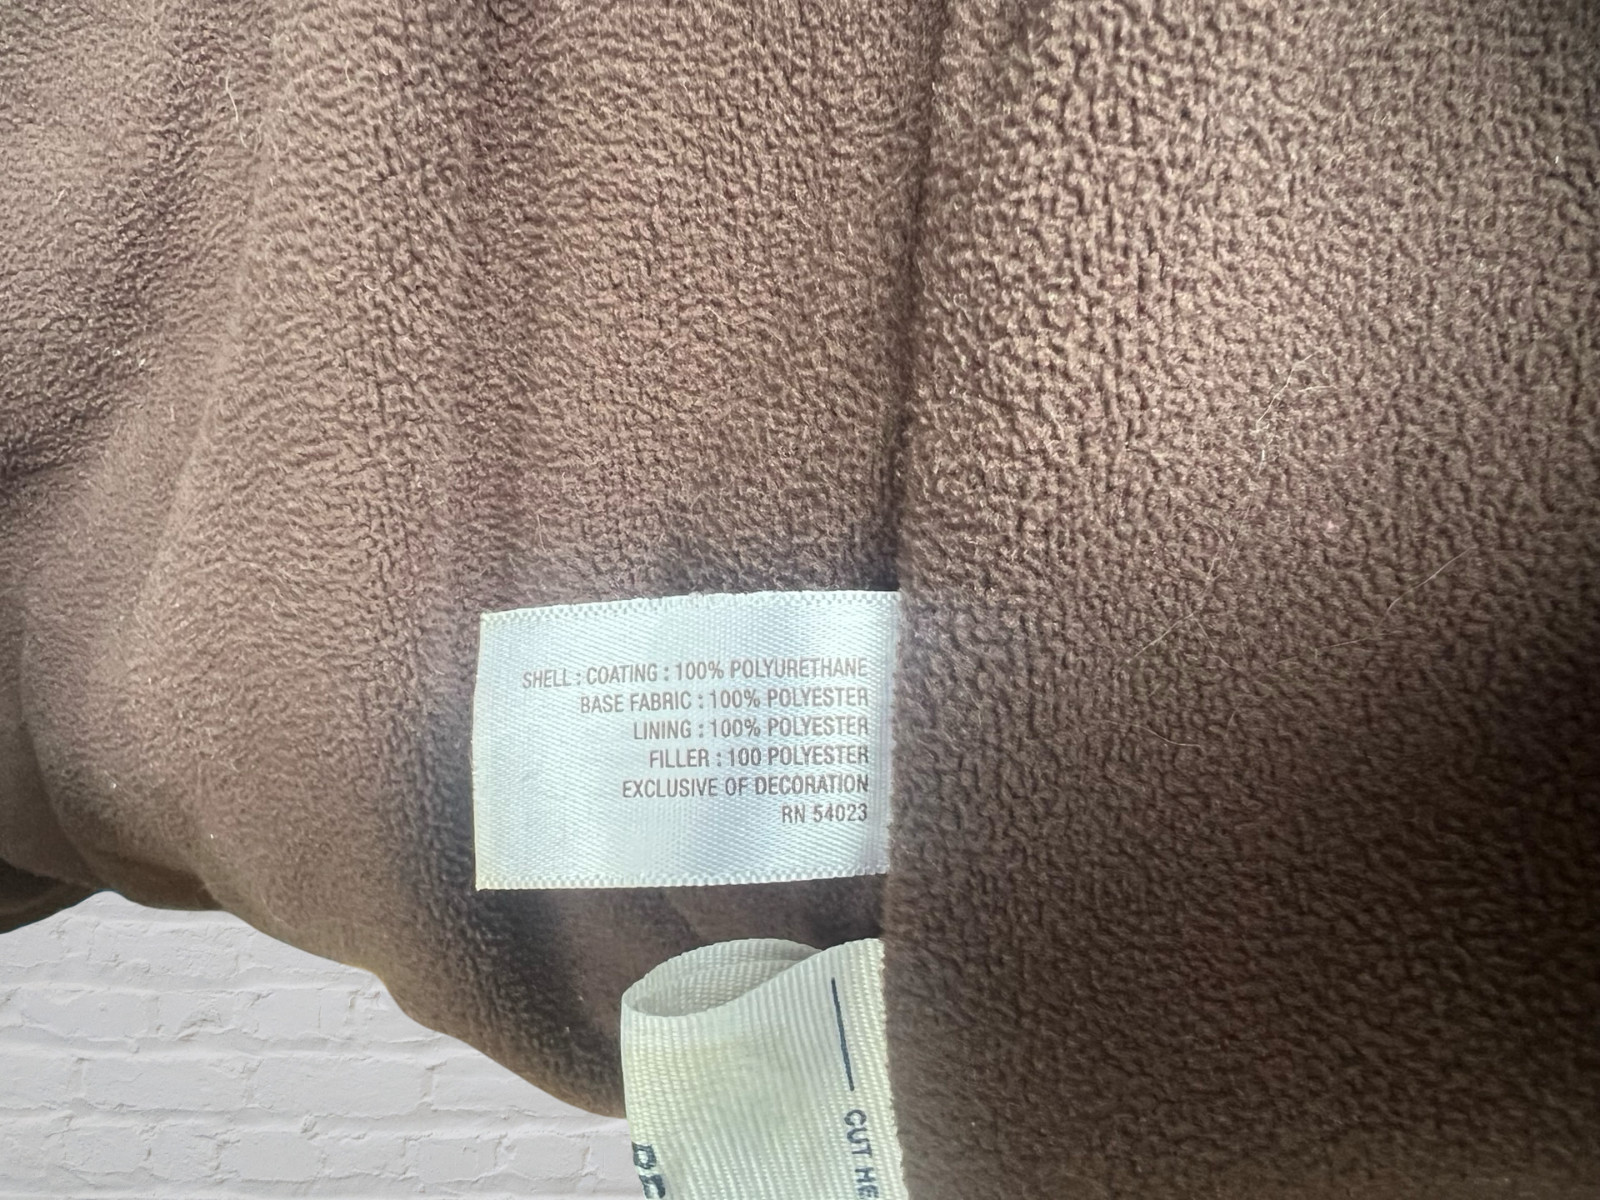 SHELL : COATING : 100% POLYURETHANE
BASE FABRIC : 100% POLYESTER
LINING : 100% POLYESTER
FILLER : 100 POLYESTER
EXCLUSIVE OF DECORATION
RN 54023
CUT